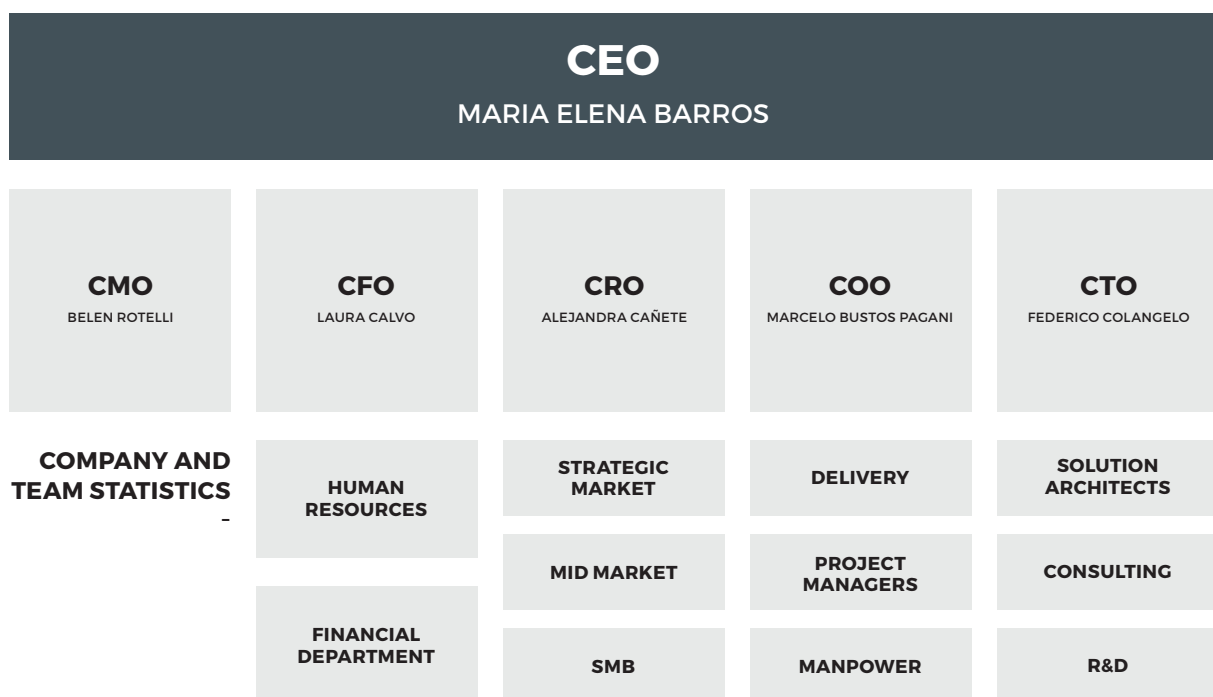 CEO
MARIA ELENA BARROS
CMO
BELEN ROTELLI
CFO
LAURA CALVO
CRO
ALEJANDRA CAÑETE
COO
MARCELO BUSTOS PAGANI
CTO
FEDERICO COLANGELO
COMPANY AND
TEAM STATISTICS
-
HUMAN
RESOURCES
FINANCIAL
DEPARTMENT
STRATEGIC
MARKET
MID MARKET
SMB
DELIVERY
PROJECT
MANAGERS
MANPOWER
SOLUTION
ARCHITECTS
CONSULTING
R&D